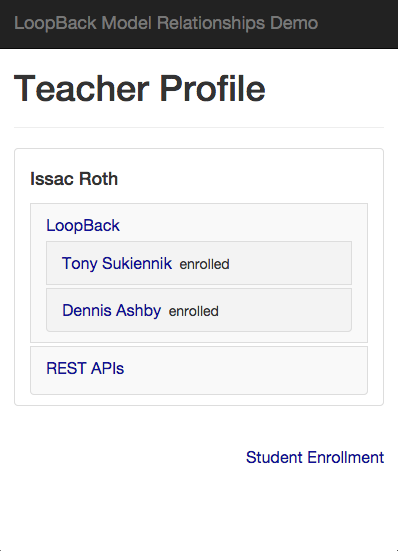 LoopBack Model Relationships Demo
Teacher Profile
Issac Roth
LoopBack
Tony Sukiennik enrolled
Dennis Ashby enrolled
REST APIs
Student Enrollment